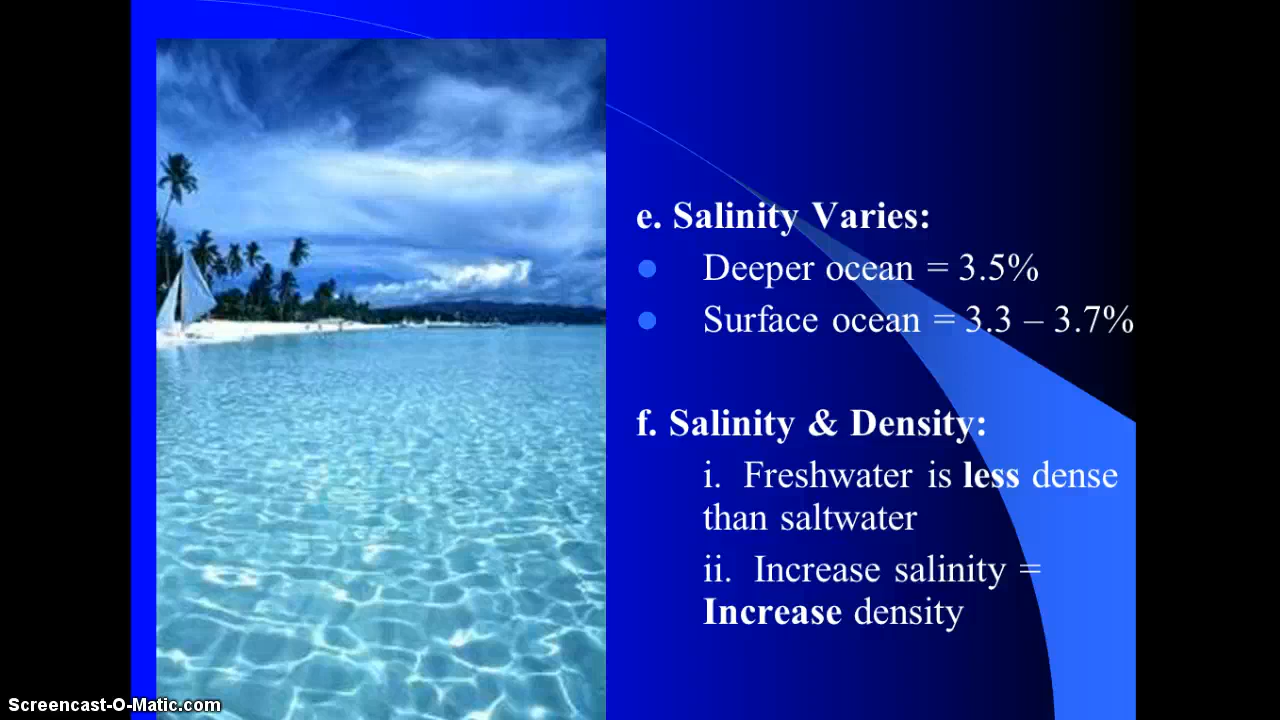 e. Salinity Varies:
Deeper ocean = 3.5%
Surface ocean = 3.3 – 3.7%
f. Salinity & Density:
i. Freshwater is less dense
than saltwater
ii. Increase salinity =
Increase density
Screencast-O-Matic.com